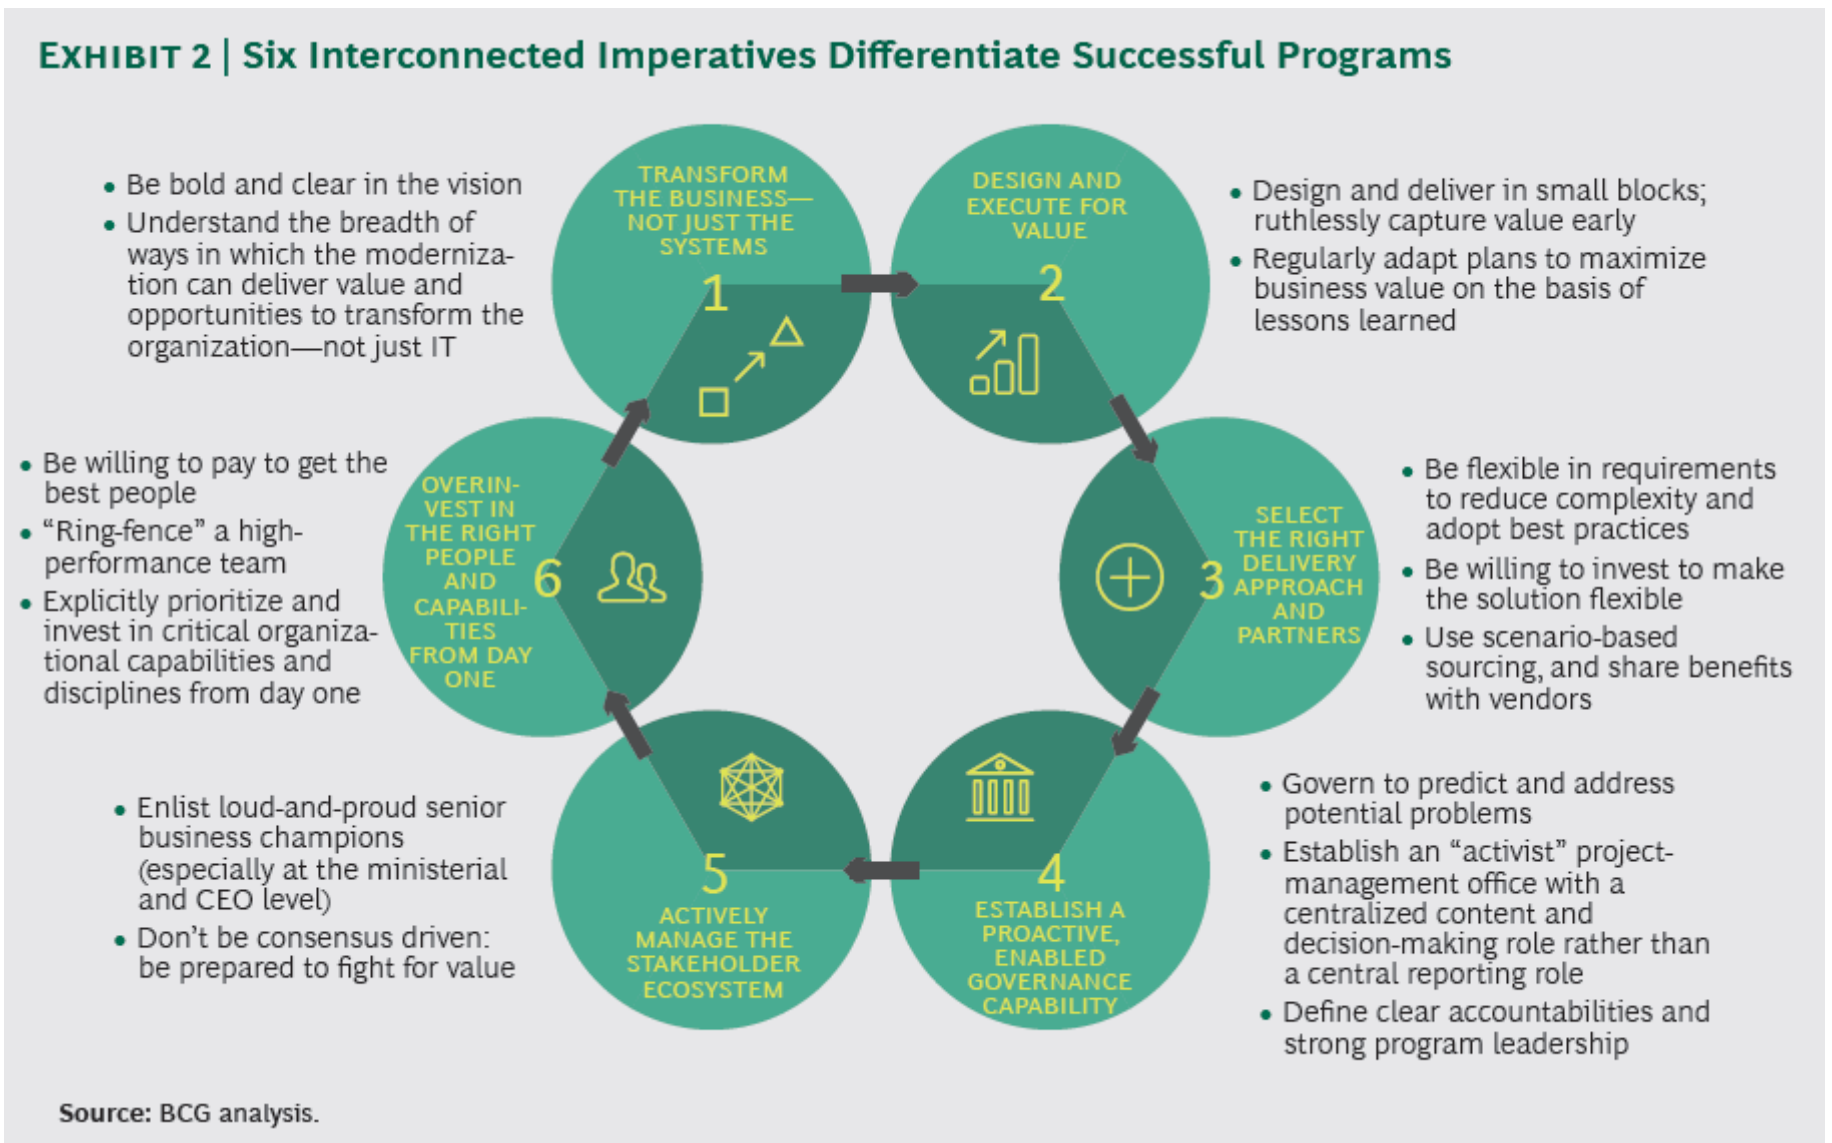 EXHIBIT 2 | Six Interconnected Imperatives Differentiate Successful Programs
• Be bold and clear in the vision
• Understand the breadth of
ways in which the moderniza-
tion can deliver value and
opportunities to transform the
organization—not just IT
TRANSFORM
THE BUSINESS—
NOT JUST THE
SYSTEMS
1
DESIGN AND
EXECUTE FOR
VALUE
2
• Design and deliver in small blocks;
ruthlessly capture value early
• Regularly adapt plans to maximize
business value on the basis of
lessons learned
• Be willing to pay to get the
best people
• “Ring-fence” a high-
performance team
• Explicitly prioritize and
invest in critical organiza-
tional capabilities and
disciplines from day one
OVERIN-
VEST IN
THE RIGHT
PEOPLE
AND
CAPABILI-
TIES
FROM DAY
ONE
6
3
SELECT
THE RIGHT
DELIVERY
APPROACH
AND
PARTNERS
• Be flexible in requirements
to reduce complexity and
adopt best practices
• Be willing to invest to make
the solution flexible
• Use scenario-based
sourcing, and share benefits
with vendors
• Enlist loud-and-proud senior
business champions
(especially at the ministerial
and CEO level)
• Don’t be consensus driven:
be prepared to fight for value
5
ACTIVELY
MANAGE THE
STAKEHOLDER
ECOSYSTEM
4
ESTABLISH A
PROACTIVE,
ENABLED
GOVERNANCE
CAPABILITY
• Govern to predict and address
potential problems
• Establish an “activist” project-
management office with a
centralized content and
decision-making role rather than
a central reporting role
• Define clear accountabilities and
strong program leadership
Source: BCG analysis.